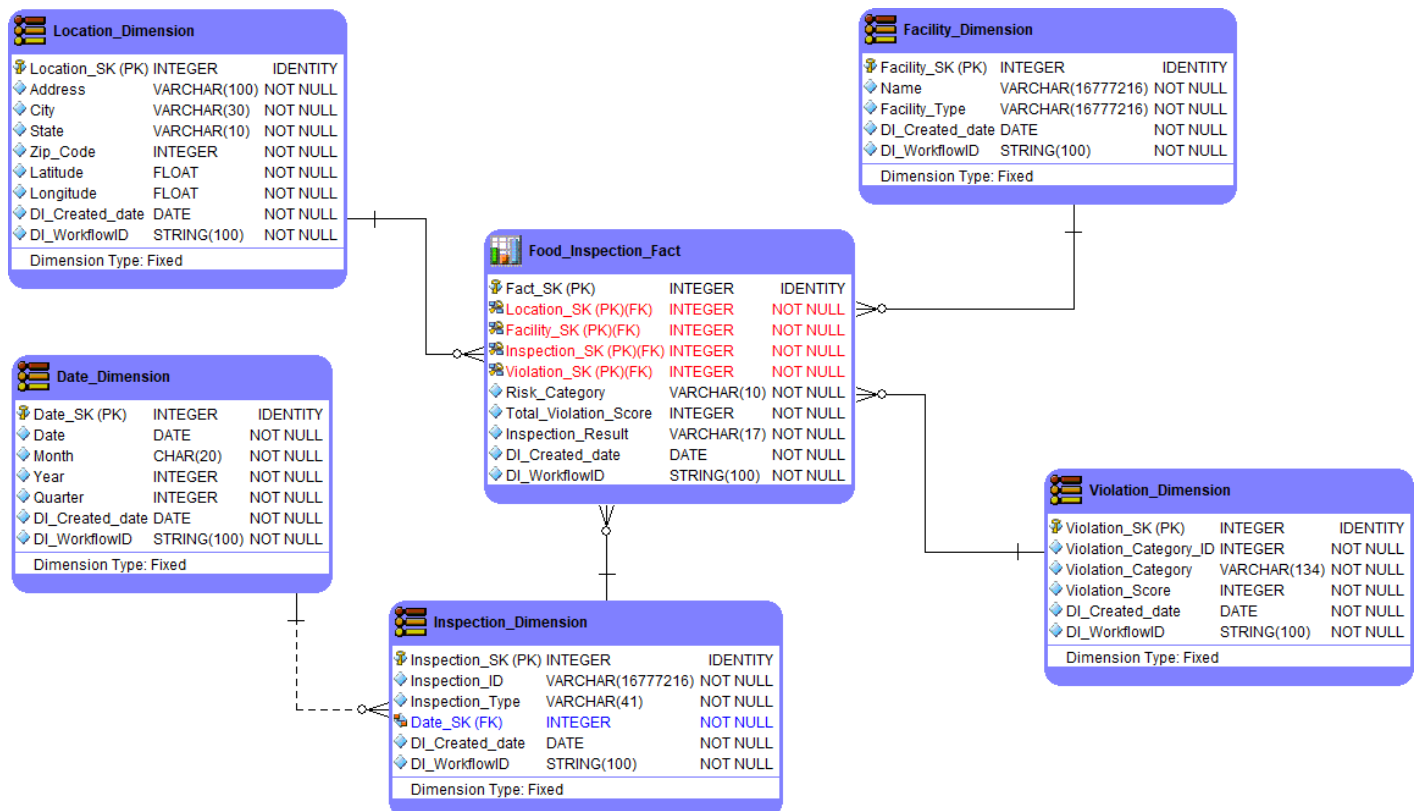 Location_Dimension
Location_SK (PK) INTEGER IDENTITY
Address VARCHAR(100) NOT NULL
City VARCHAR(30) NOT NULL
State VARCHAR(10) NOT NULL
Zip_Code INTEGER NOT NULL
Latitude FLOAT NOT NULL
Longitude FLOAT NOT NULL
DI_Created_date DATE NOT NULL
DI_WorkflowID STRING(100) NOT NULL
Dimension Type: Fixed
Facility_Dimension
Facility_SK (PK) INTEGER IDENTITY
Name VARCHAR(16777216) NOT NULL
Facility_Type VARCHAR(16777216) NOT NULL
DI_Created_date DATE NOT NULL
DI_WorkflowID STRING(100) NOT NULL
Dimension Type: Fixed
Food_Inspection_Fact
Fact_SK (PK) INTEGER IDENTITY
Location_SK (PK)(FK) INTEGER NOT NULL
Facility_SK (PK)(FK) INTEGER NOT NULL
Inspection_SK (PK)(FK) INTEGER NOT NULL
Violation_SK (PK)(FK) INTEGER NOT NULL
Risk_Category VARCHAR(10) NOT NULL
Total_Violation_Score INTEGER NOT NULL
Inspection_Result VARCHAR(17) NOT NULL
DI_Created_date DATE NOT NULL
DI_WorkflowID STRING(100) NOT NULL
Date_Dimension
Date_SK (PK) INTEGER IDENTITY
Date DATE NOT NULL
Month CHAR(20) NOT NULL
Year INTEGER NOT NULL
Quarter INTEGER NOT NULL
DI_Created_date DATE NOT NULL
DI_WorkflowID STRING(100) NOT NULL
Dimension Type: Fixed
Violation_Dimension
Violation_SK (PK) INTEGER IDENTITY
Violation_Category_ID INTEGER NOT NULL
Violation_Category VARCHAR(134) NOT NULL
Violation_Score INTEGER NOT NULL
DI_Created_date DATE NOT NULL
DI_WorkflowID STRING(100) NOT NULL
Dimension Type: Fixed
Inspection_Dimension
Inspection_SK (PK) INTEGER IDENTITY
Inspection_ID VARCHAR(16777216) NOT NULL
Inspection_Type VARCHAR(41) NOT NULL
Date_SK (FK) INTEGER NOT NULL
DI_Created_date DATE NOT NULL
DI_WorkflowID STRING(100) NOT NULL
Dimension Type: Fixed